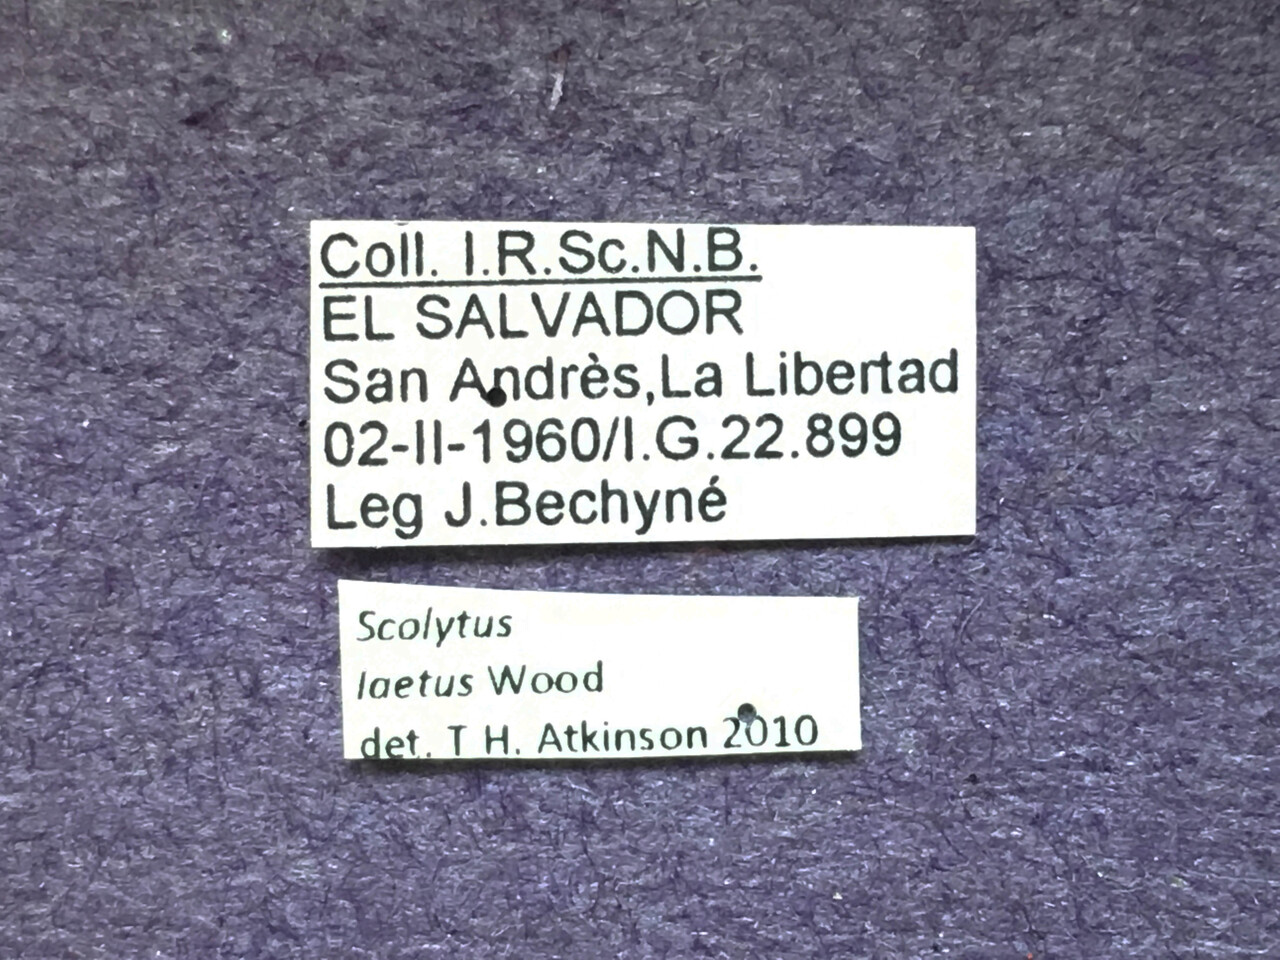 Coll. I.R.Sc.N.B.
EL SALVADOR
San Andrès,La Libertad
02-II-1960/I.G.22.899
Leg J.Bechyné
Scolytus
laetus Wood
det. T H. Atkinson 2010